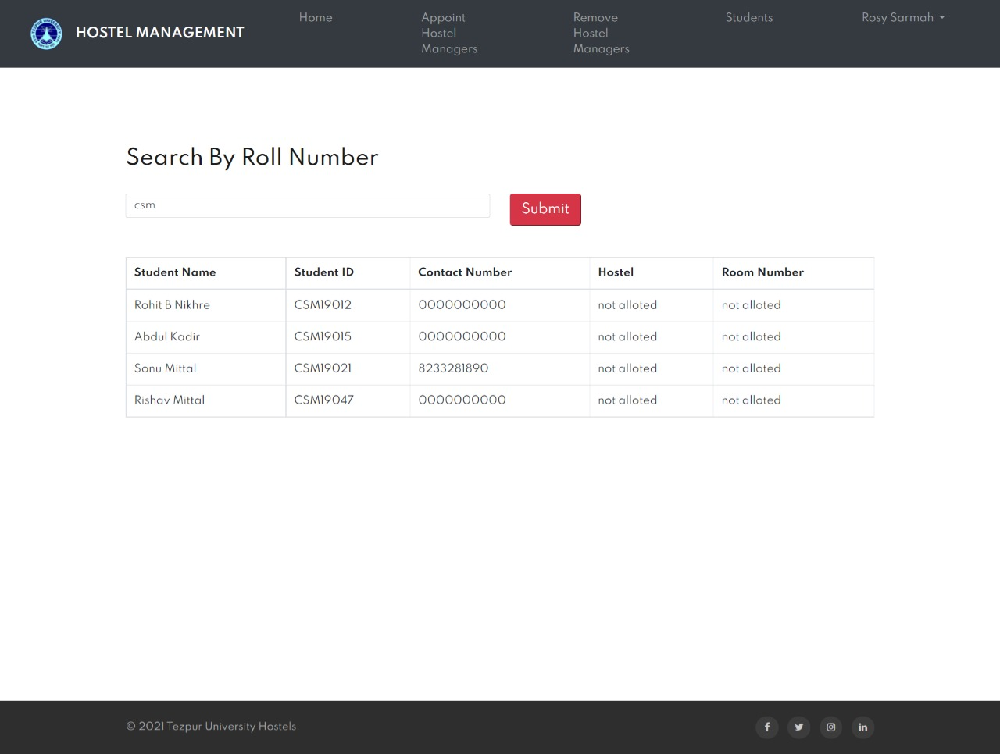 HOSTEL MANAGEMENT
Home
Appoint
Hostel
Managers
Remove
Hostel
Managers
Students
Rosy Sarmah
Search By Roll Number
csm
Submit
Student Name Student ID Contact Number Hostel Room Number
Rohit B Nikhre CSM19012 0000000000 not alloted not alloted
Abdul Kadir CSM19015 0000000000 not alloted not alloted
Sonu Mittal CSM19021 8233281890 not alloted not alloted
Rishav Mittal CSM19047 0000000000 not alloted not alloted
© 2021 Tezpur University Hostels